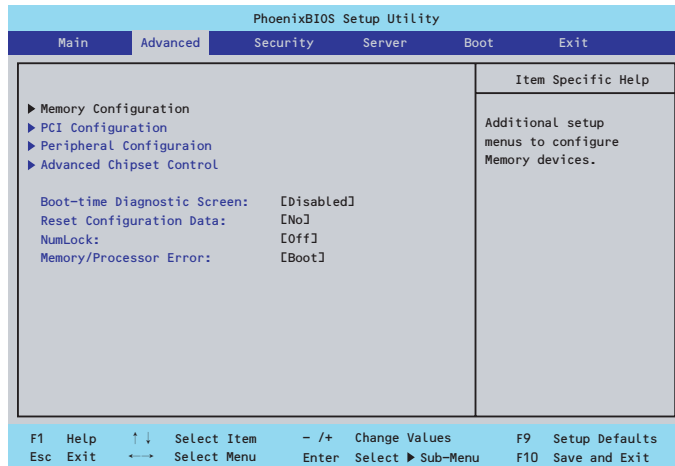 PhoenixBIOS Setup Utility
Main Advanced Security Server Boot Exit
Item Specific Help
▶ Memory Configuration
▶ PCI Configuration
▶ Peripheral Configuraion
▶ Advanced Chipset Control
Additional setup
menus to configure
Memory devices.
Boot-time Diagnostic Screen: [Disabled]
Reset Configuration Data: [No]
NumLock: [Off]
Memory/Processor Error: [Boot]
F1 Help ↑↓ Select Item - /+ Change Values F9 Setup Defaults
Esc Exit ←→ Select Menu Enter Select ▶ Sub-Menu F10 Save and Exit